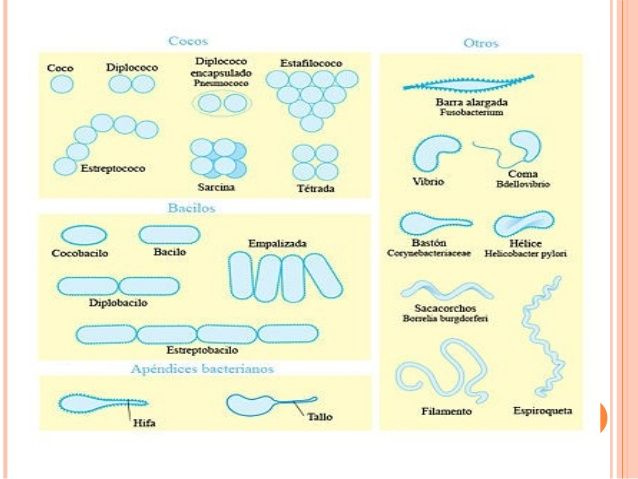 Cocos
Coco
Diplococo
Diplococo
encapsulado
Pneumococo
Estafilococo
Estreptococo
Sarcina
Tétrada
Bacilos
Cocobacilo
Bacilo
Empalizada
Diplobacilo
Estreptobacilo
Apéndices bacterianos
Hifa
Tallo
Otros
Barra alargada
Fusobacterium
Vibrio
Coma
Bdellovibrio
Bastón
Corynebacteriaceae
Hélice
Helicobacter pylori
Sacacorchos
Borrelia burgdorferi
Filamento
Espiroqueta